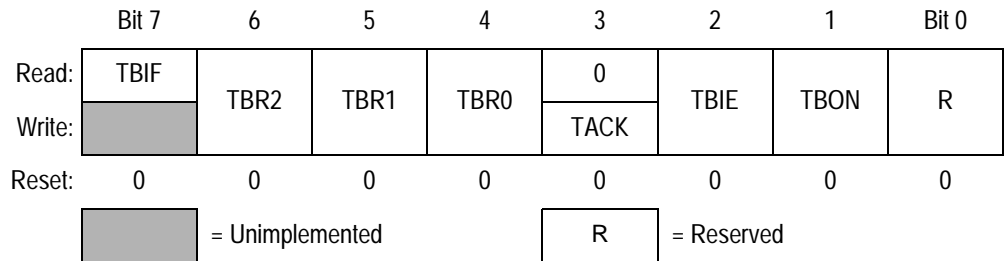 Bit 7 6 5 4 3 2 1 Bit 0
Read: TBIF TBR2 TBR1 TBR0 0 TBIE TBON R
Write: TACK
Reset: 0 0 0 0 0 0 0 0
= Unimplemented R = Reserved